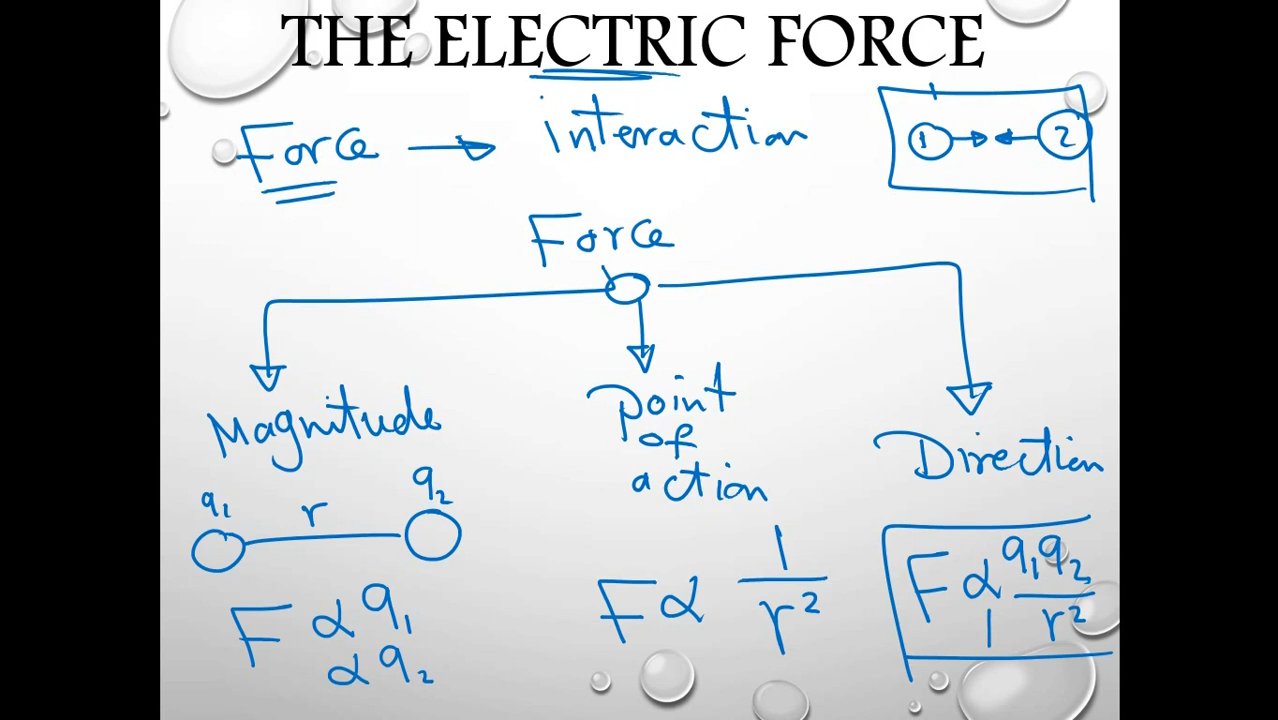 THE ELECTRIC FORCE
Force → interaction
1 2
Force
Magnitude
point
of
action
Direction
q₁ r q₂
F α q₁
α q₂
F α 1/r²
F α q₁q₂/r²
1